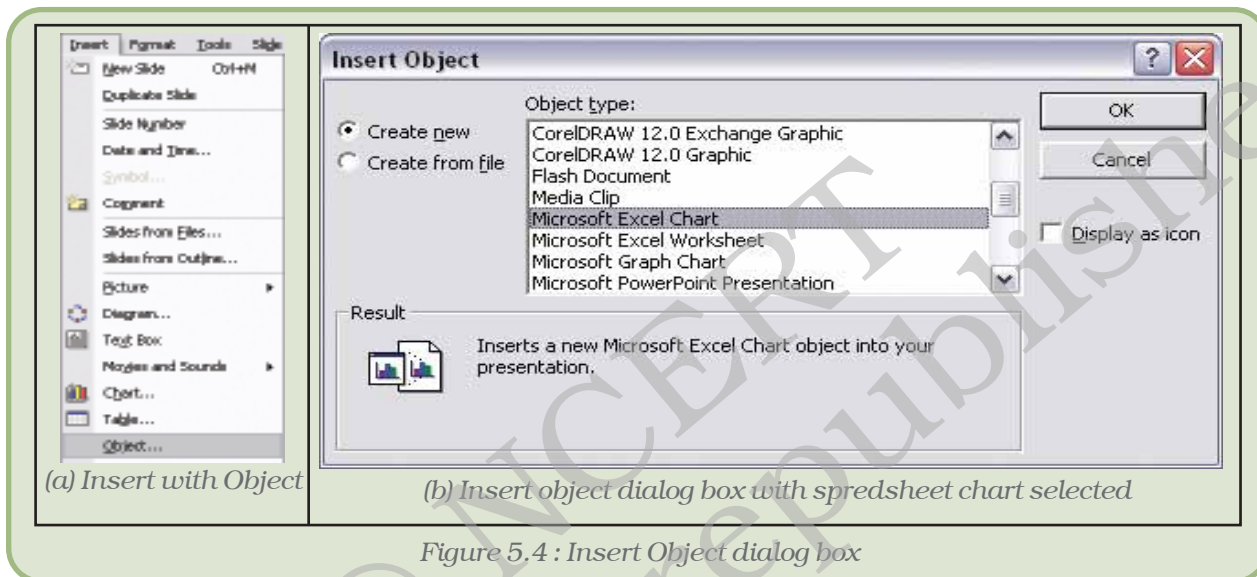 Insert Format Tools Slide
New Slide Ctrl+M
Duplicate Slide
Slide Number
Date and Time...
Symbol...
Comment
Slides from Files...
Slides from Outline...
Picture
Diagram...
Text Box
Movies and Sounds
Chart...
Table...
Object...
(a) Insert with Object
Insert Object
Create new
Create from file
Object type:
CorelDRAW 12.0 Exchange Graphic
CorelDRAW 12.0 Graphic
Flash Document
Media Clip
Microsoft Excel Chart
Microsoft Excel Worksheet
Microsoft Graph Chart
Microsoft PowerPoint Presentation
OK
Cancel
Display as icon
Result
Inserts a new Microsoft Excel Chart object into your
presentation.
(b) Insert object dialog box with spredsheet chart selected
Figure 5.4 : Insert Object dialog box
© NCERT
republishe